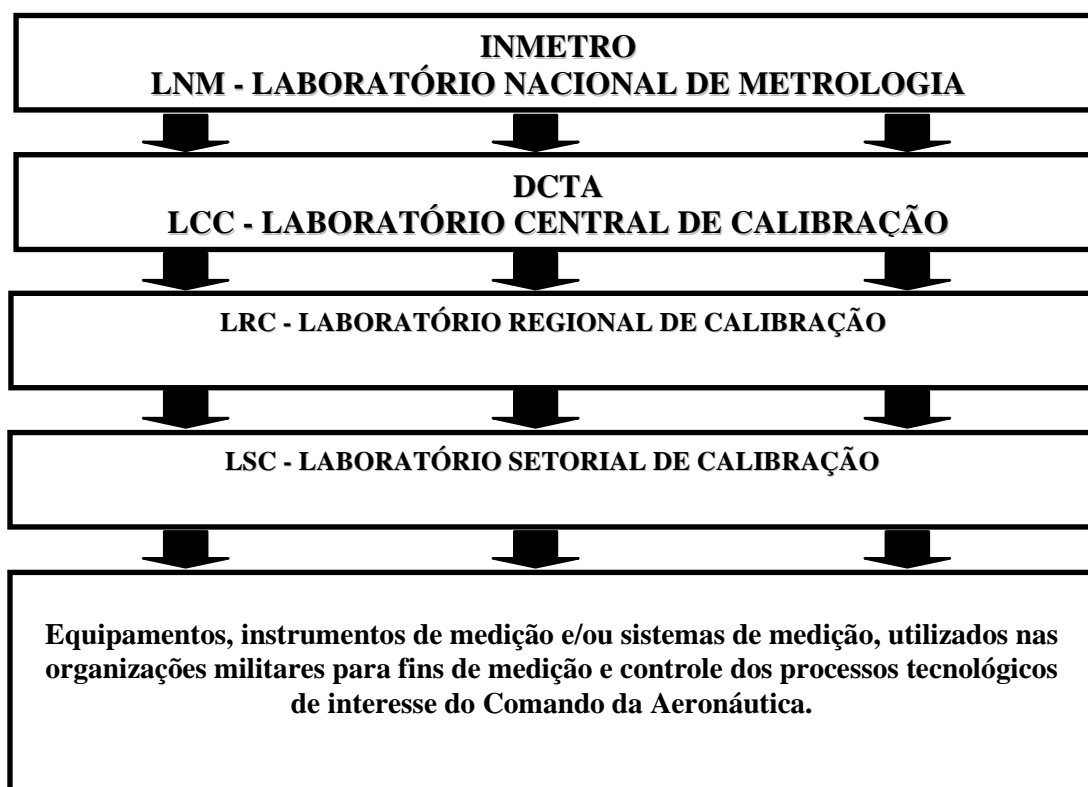 INMETRO
LNM - LABORATÓRIO NACIONAL DE METROLOGIA
DCTA
LCC - LABORATÓRIO CENTRAL DE CALIBRAÇÃO
LRC - LABORATÓRIO REGIONAL DE CALIBRAÇÃO
LSC - LABORATÓRIO SETORIAL DE CALIBRAÇÃO
Equipamentos, instrumentos de medição e/ou sistemas de medição, utilizados nas
organizações militares para fins de medição e controle dos processos tecnológicos
de interesse do Comando da Aeronáutica.